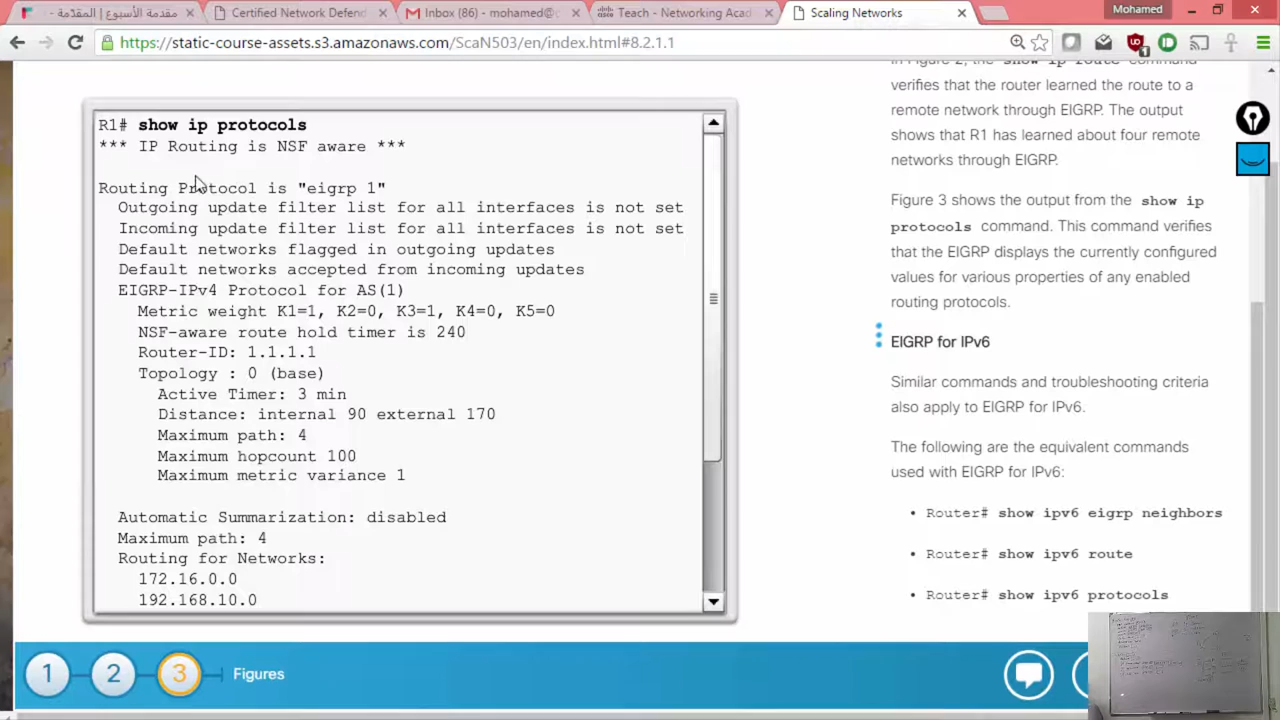 مقدمة الأسبوع | المقدّمة -
Certified Network Defend
Inbox (86) - mohamed@c
Teach - Networking Acad
Scaling Networks
Mohamed
https://static-course-assets.s3.amazonaws.com/ScaN503/en/index.html#8.2.1.1
R1# show ip protocols
*** IP Routing is NSF aware ***
Routing Protocol is "eigrp 1"
Outgoing update filter list for all interfaces is not set
Incoming update filter list for all interfaces is not set
Default networks flagged in outgoing updates
Default networks accepted from incoming updates
EIGRP-IPv4 Protocol for AS(1)
Metric weight K1=1, K2=0, K3=1, K4=0, K5=0
NSF-aware route hold timer is 240
Router-ID: 1.1.1.1
Topology : 0 (base)
Active Timer: 3 min
Distance: internal 90 external 170
Maximum path: 4
Maximum hopcount 100
Maximum metric variance 1
Automatic Summarization: disabled
Maximum path: 4
Routing for Networks:
172.16.0.0
192.168.10.0
In Figure 2, the show ip route command
verifies that the router learned the route to a
remote network through EIGRP. The output
shows that R1 has learned about four remote
networks through EIGRP.
Figure 3 shows the output from the show ip
protocols command. This command verifies
that the EIGRP displays the currently configured
values for various properties of any enabled
routing protocols.
EIGRP for IPv6
Similar commands and troubleshooting criteria
also apply to EIGRP for IPv6.
The following are the equivalent commands
used with EIGRP for IPv6:
• Router# show ipv6 eigrp neighbors
• Router# show ipv6 route
• Router# show ipv6 protocols
1 2 3 Figures